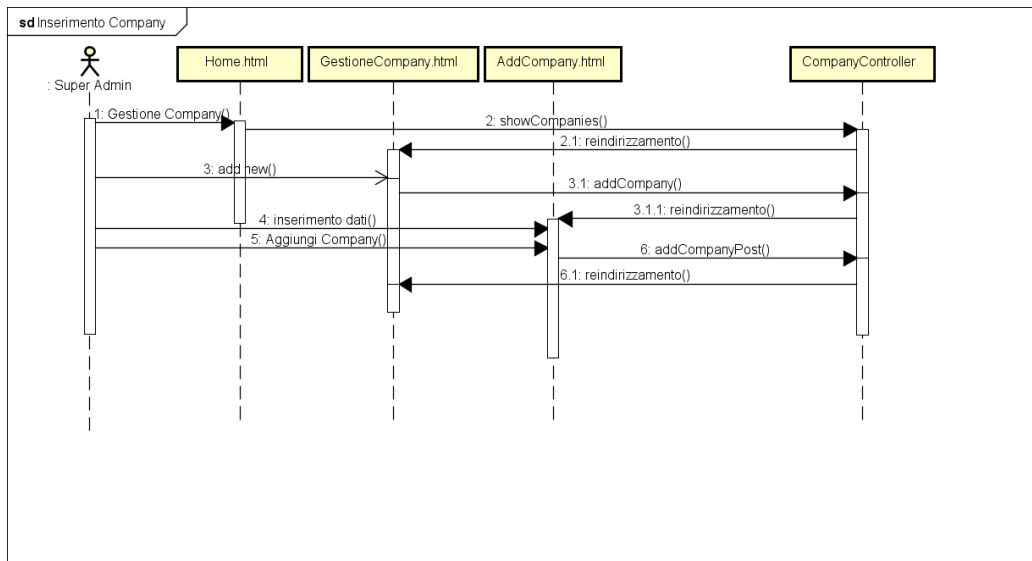 sd Inserimento Company
: Super Admin
Home.html
GestioneCompany.html
AddCompany.html
CompanyController
1: Gestione Company()
2: showCompanies()
2.1: reindirizzamento()
3: add new()
3.1: addCompany()
3.1.1: reindirizzamento()
4: inserimento dati()
5: Aggiungi Company()
6: addCompanyPost()
6.1: reindirizzamento()